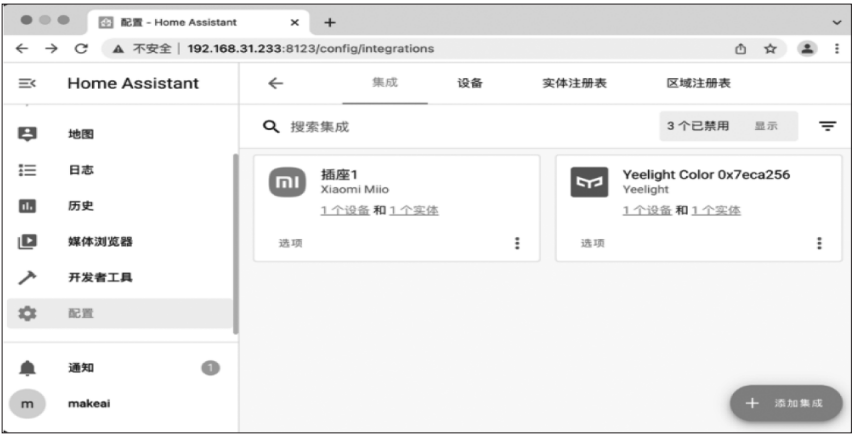 配置 - Home Assistant
不安全 192.168.31.233:8123/config/integrations
Home Assistant
集成 设备 实体注册表 区域注册表
搜索集成
3 个已禁用 显示
地图
日志
历史
媒体浏览器
开发者工具
配置
通知 1
m makeai
插座1
Xiaomi Miio
1 个设备 和 1 个实体
选项
Yeelight Color 0x7eca256
Yeelight
1 个设备 和 1 个实体
选项
添加集成